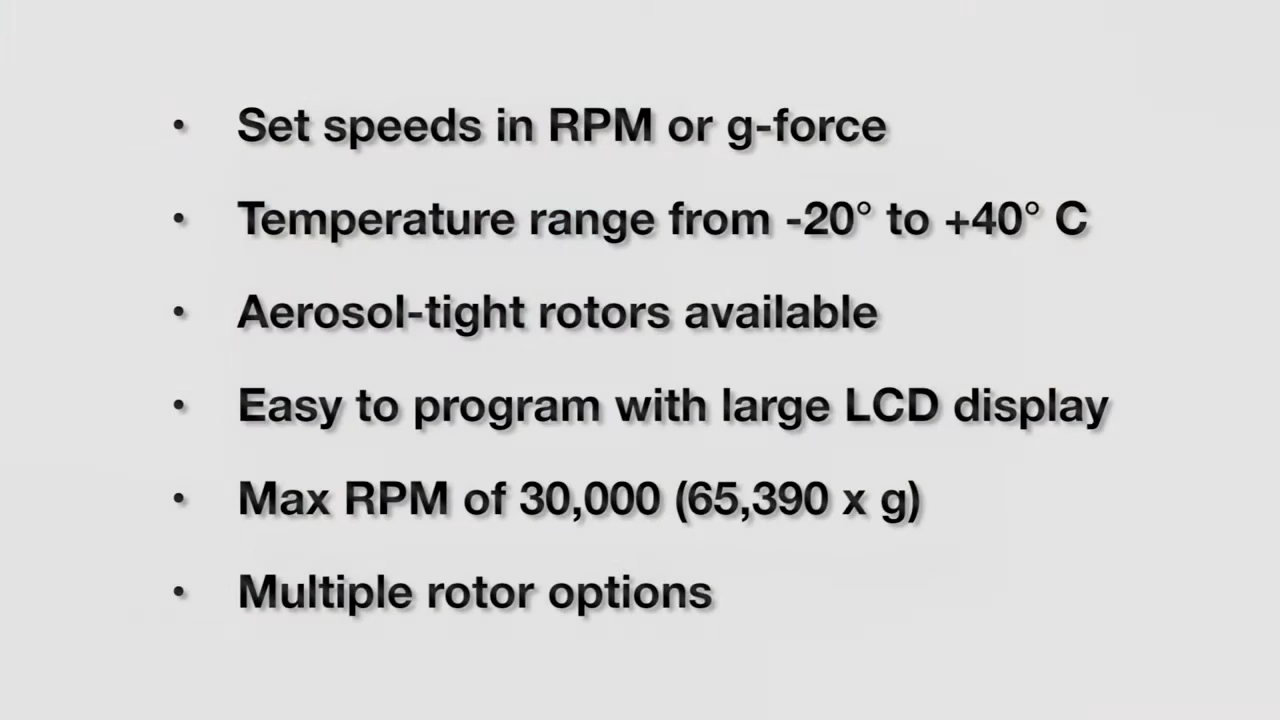 • Set speeds in RPM or g-force
• Temperature range from -20° to +40° C
• Aerosol-tight rotors available
• Easy to program with large LCD display
• Max RPM of 30,000 (65,390 x g)
• Multiple rotor options